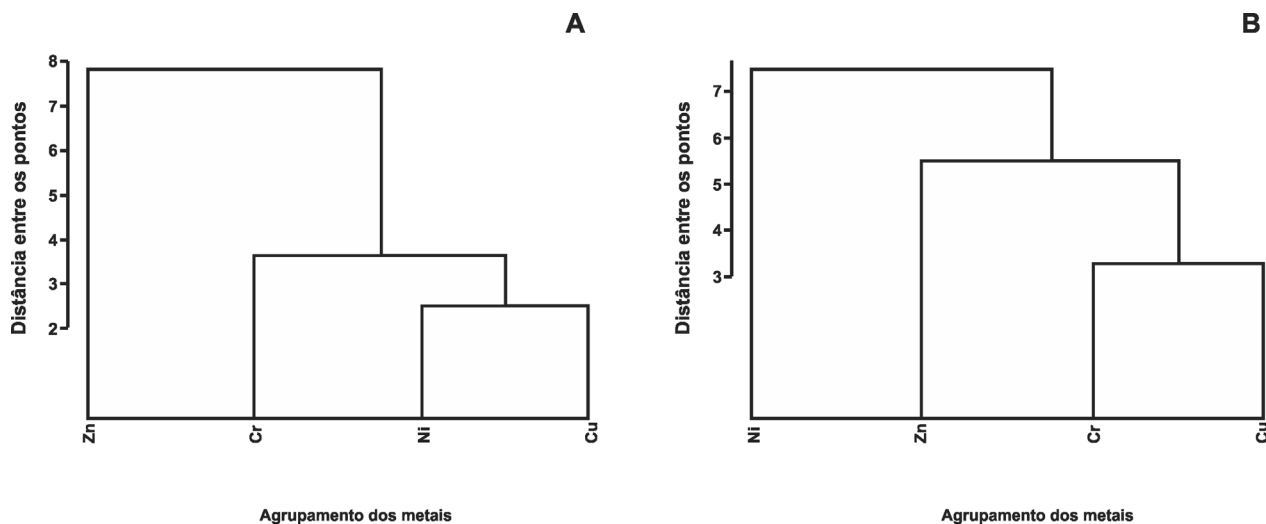 A
Distância entre os pontos
8
7
6
5
4
3
2
Zn
Cr
Ni
Cu
Agrupamento dos metais
B
Distância entre os pontos
7
6
5
4
3
Ni
Zn
Cr
Cu
Agrupamento dos metais